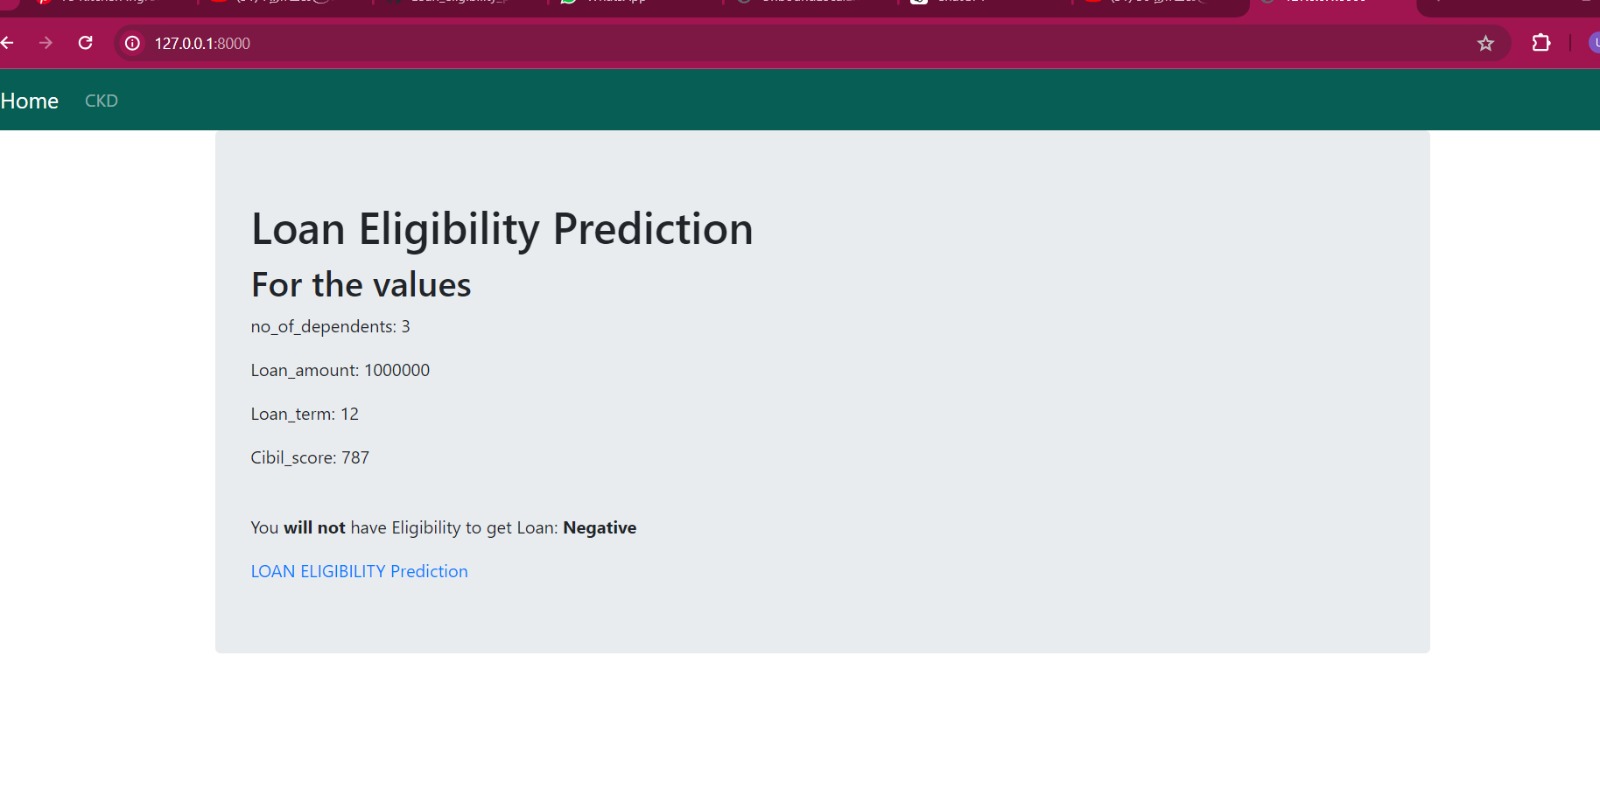 127.0.0.1:8000
Home CKD
Loan Eligibility Prediction
For the values
no_of_dependents: 3
Loan_amount: 1000000
Loan_term: 12
Cibil_score: 787
You will not have Eligibility to get Loan: Negative
LOAN ELIGIBILITY Prediction